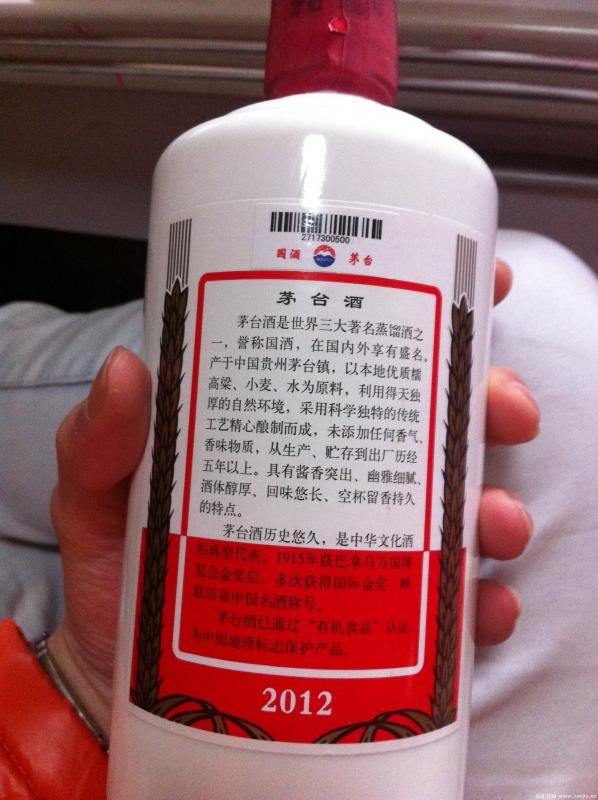 2717300500
国酒 茅台
茅台酒
茅台酒是世界三大著名蒸馏酒之
一，誉称国酒，在国内外享有盛名。
产于中国贵州茅台镇，以本地优质糯
高粱、小麦、水为原料，利用得天独
厚的自然环境，采用科学独特的传统
工艺精心酿制而成，未添加任何香气、
香味物质，从生产、贮存到出厂历经
五年以上。具有酱香突出、幽雅细腻、
酒体醇厚、回味悠长、空杯留香持久
的特点。
茅台酒历史悠久，是中华文化酒
的典型代表。1915年获巴拿马万国博
览会金奖后，多次获得国际金奖，蝉
联历届中国名酒称号。
茅台酒已通过“有机食品”认证，
为中国地理标志保护产品。
2012